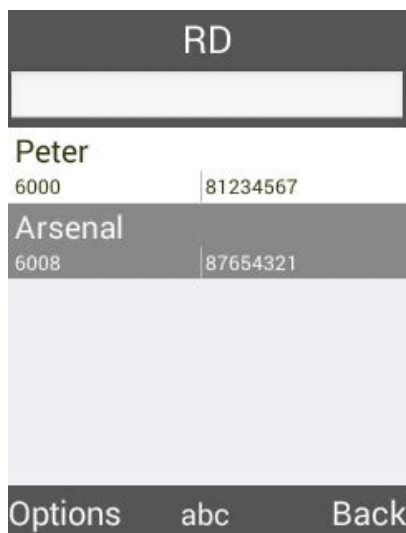 RD
Peter
6000 81234567
Arsenal
6008 87654321
Options abc Back